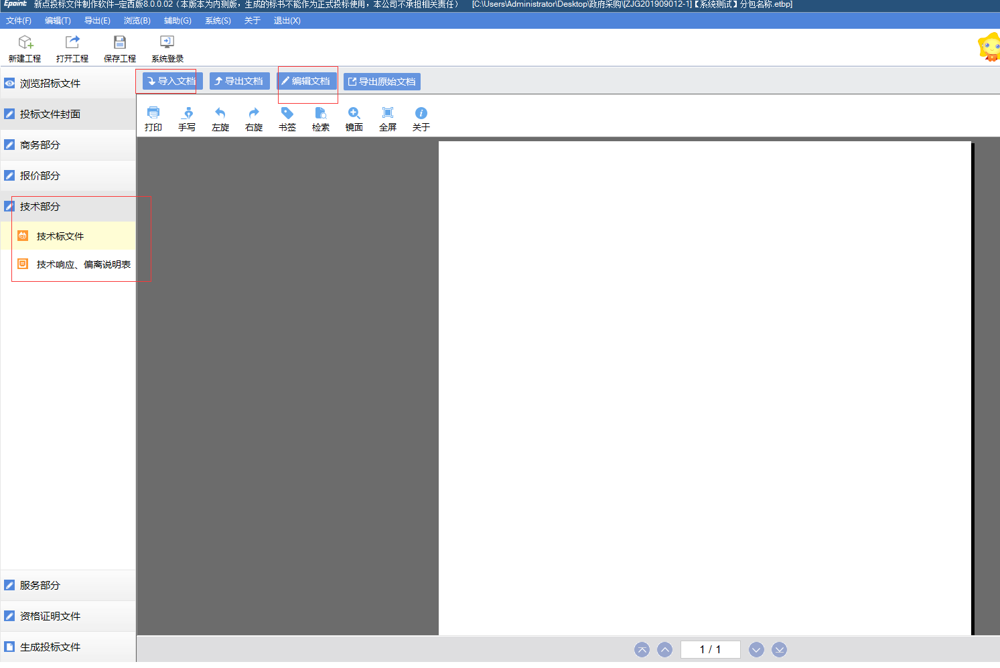 Epoint 新点投标文件制作软件-定西版8.0.0.02（本版本为内测版，生成的标书不能作为正式投标使用，本公司不承担相关责任） [C:\Users\Administrator\Desktop\政府采购\[ZJG201909012-1]【系统测试】分包名称.etbp]
文件(F) 编辑(T) 导出(E) 浏览(B) 辅助(G) 系统(S) 关于 退出(X)
新建工程 打开工程 保存工程 系统登录
导入文档 导出文档 编辑文档 导出原始文档
打印 手写 左旋 右旋 书签 检索 镜面 全屏 关于
浏览招标文件
投标文件封面
商务部分
报价部分
技术部分
技术标文件
技术响应、偏离说明表
服务部分
资格证明文件
生成投标文件
1 / 1